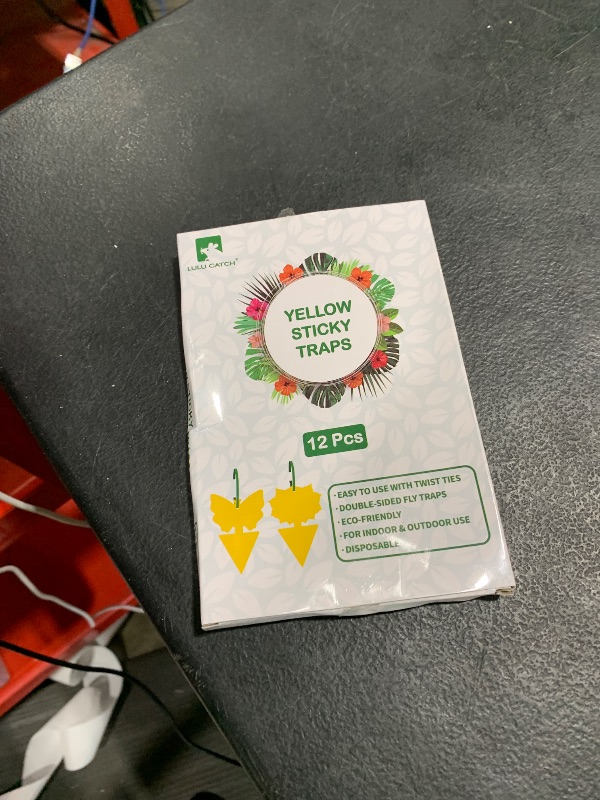 LULU CATCH
YELLOW
STICKY
TRAPS
12 Pcs
· EASY TO USE WITH TWIST TIES
· DOUBLE-SIDED FLY TRAPS
· ECO-FRIENDLY
· FOR INDOOR & OUTDOOR USE
· DISPOSABLE